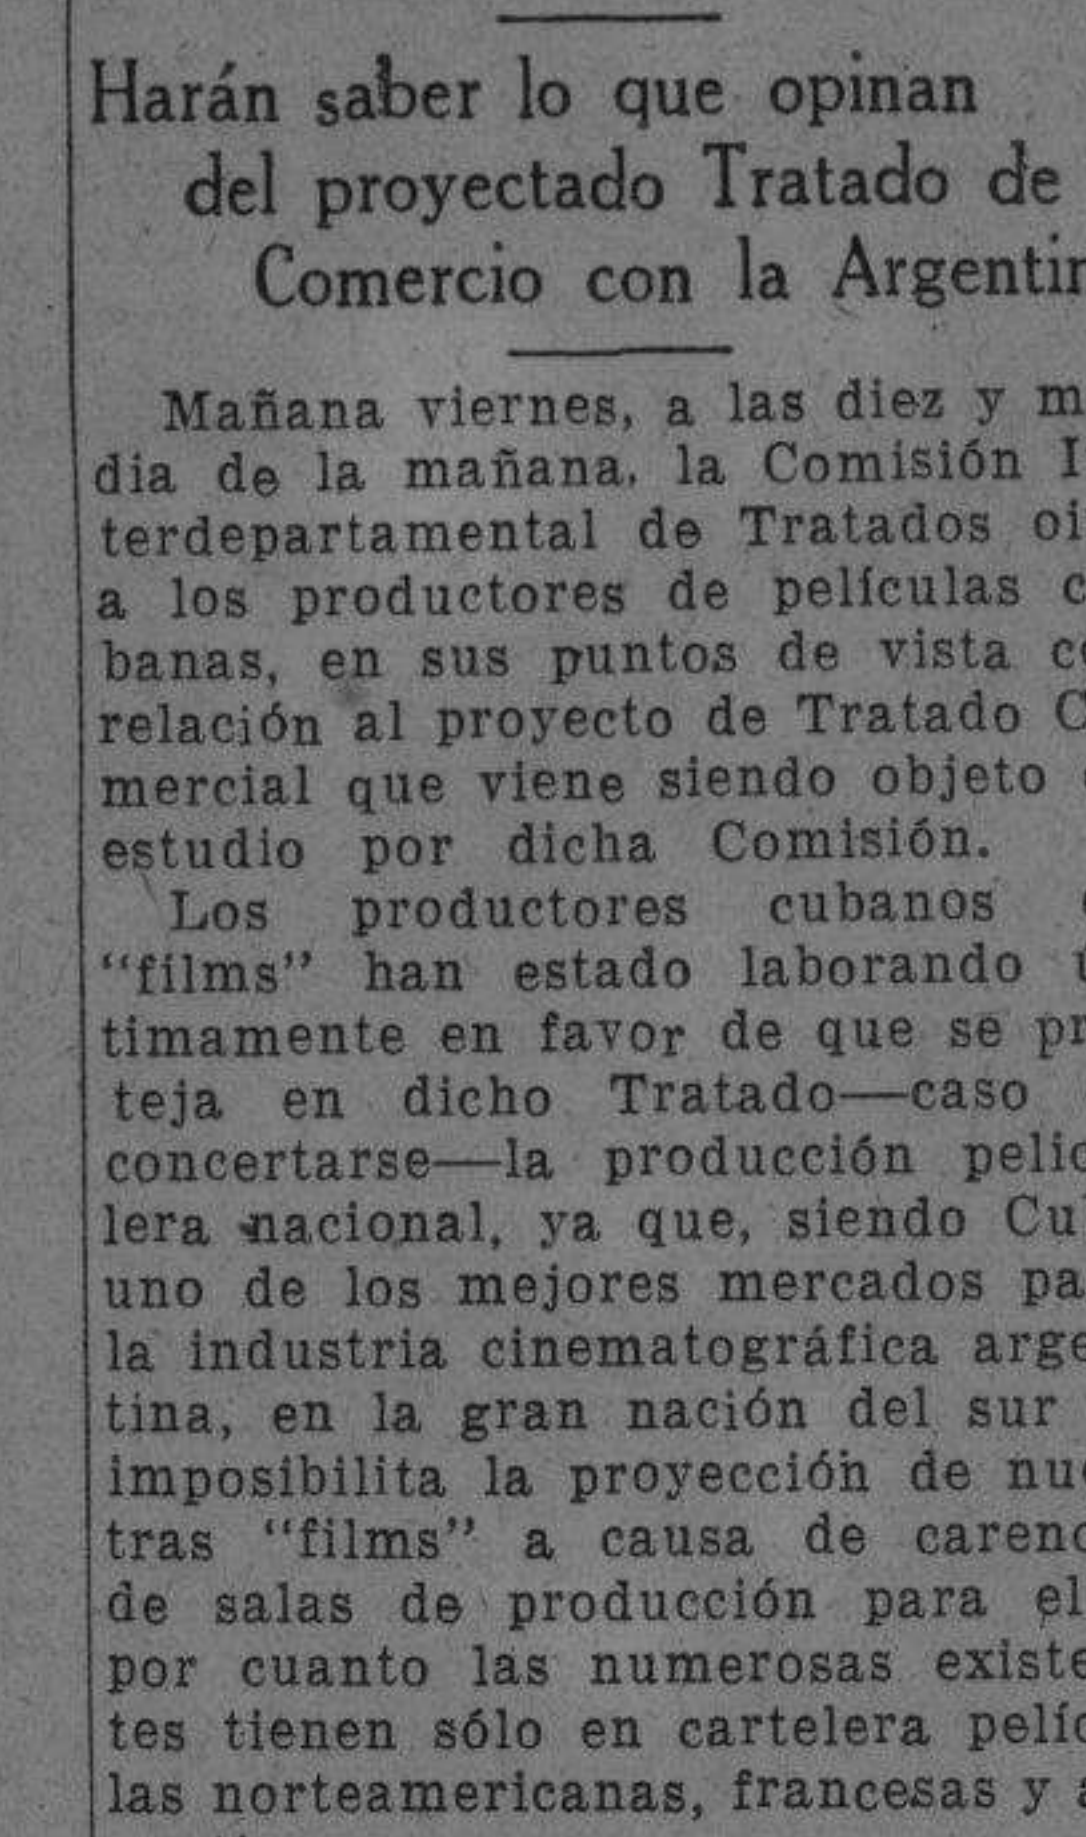 Harán saber lo que opinan
del proyectado Tratado de
Comercio con la Argentin
Mañana viernes, a las diez y m
dia de la mañana, la Comisión I
terdepartamental de Tratados oi
a los productores de películas c
banas, en sus puntos de vista c
relación al proyecto de Tratado C
mercial que viene siendo objeto
estudio por dicha Comisión.
Los productores cubanos
“films” han estado laborando
timamente en favor de que se pr
teja en dicho Tratado—caso
concertarse—la producción pelic
lera nacional, ya que, siendo Cu
uno de los mejores mercados pa
la industria cinematográfica arge
tina, en la gran nación del sur
imposibilita la proyección de nue
tras “films” a causa de carenc
de salas de producción para el
por cuanto las numerosas existe
tes tienen sólo en cartelera pelíc
las norteamericanas, francesas y a